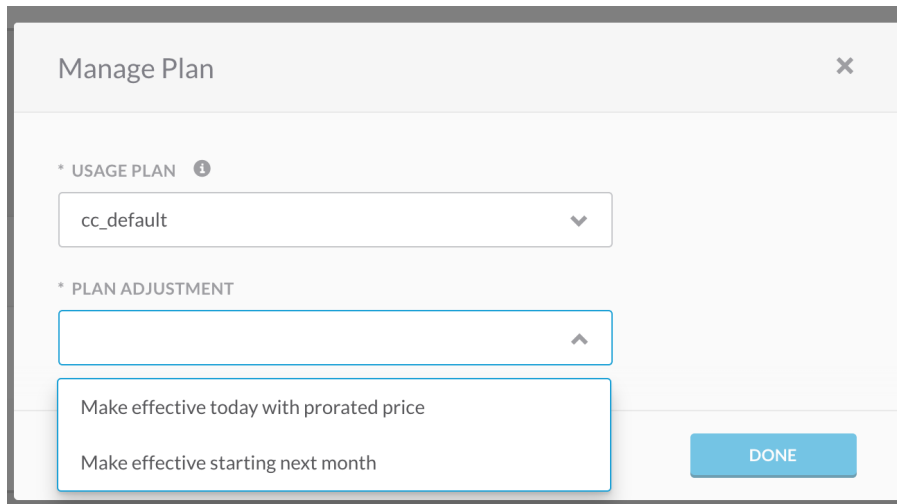 Manage Plan
* USAGE PLAN
cc_default
* PLAN ADJUSTMENT
Make effective today with prorated price
Make effective starting next month
DONE